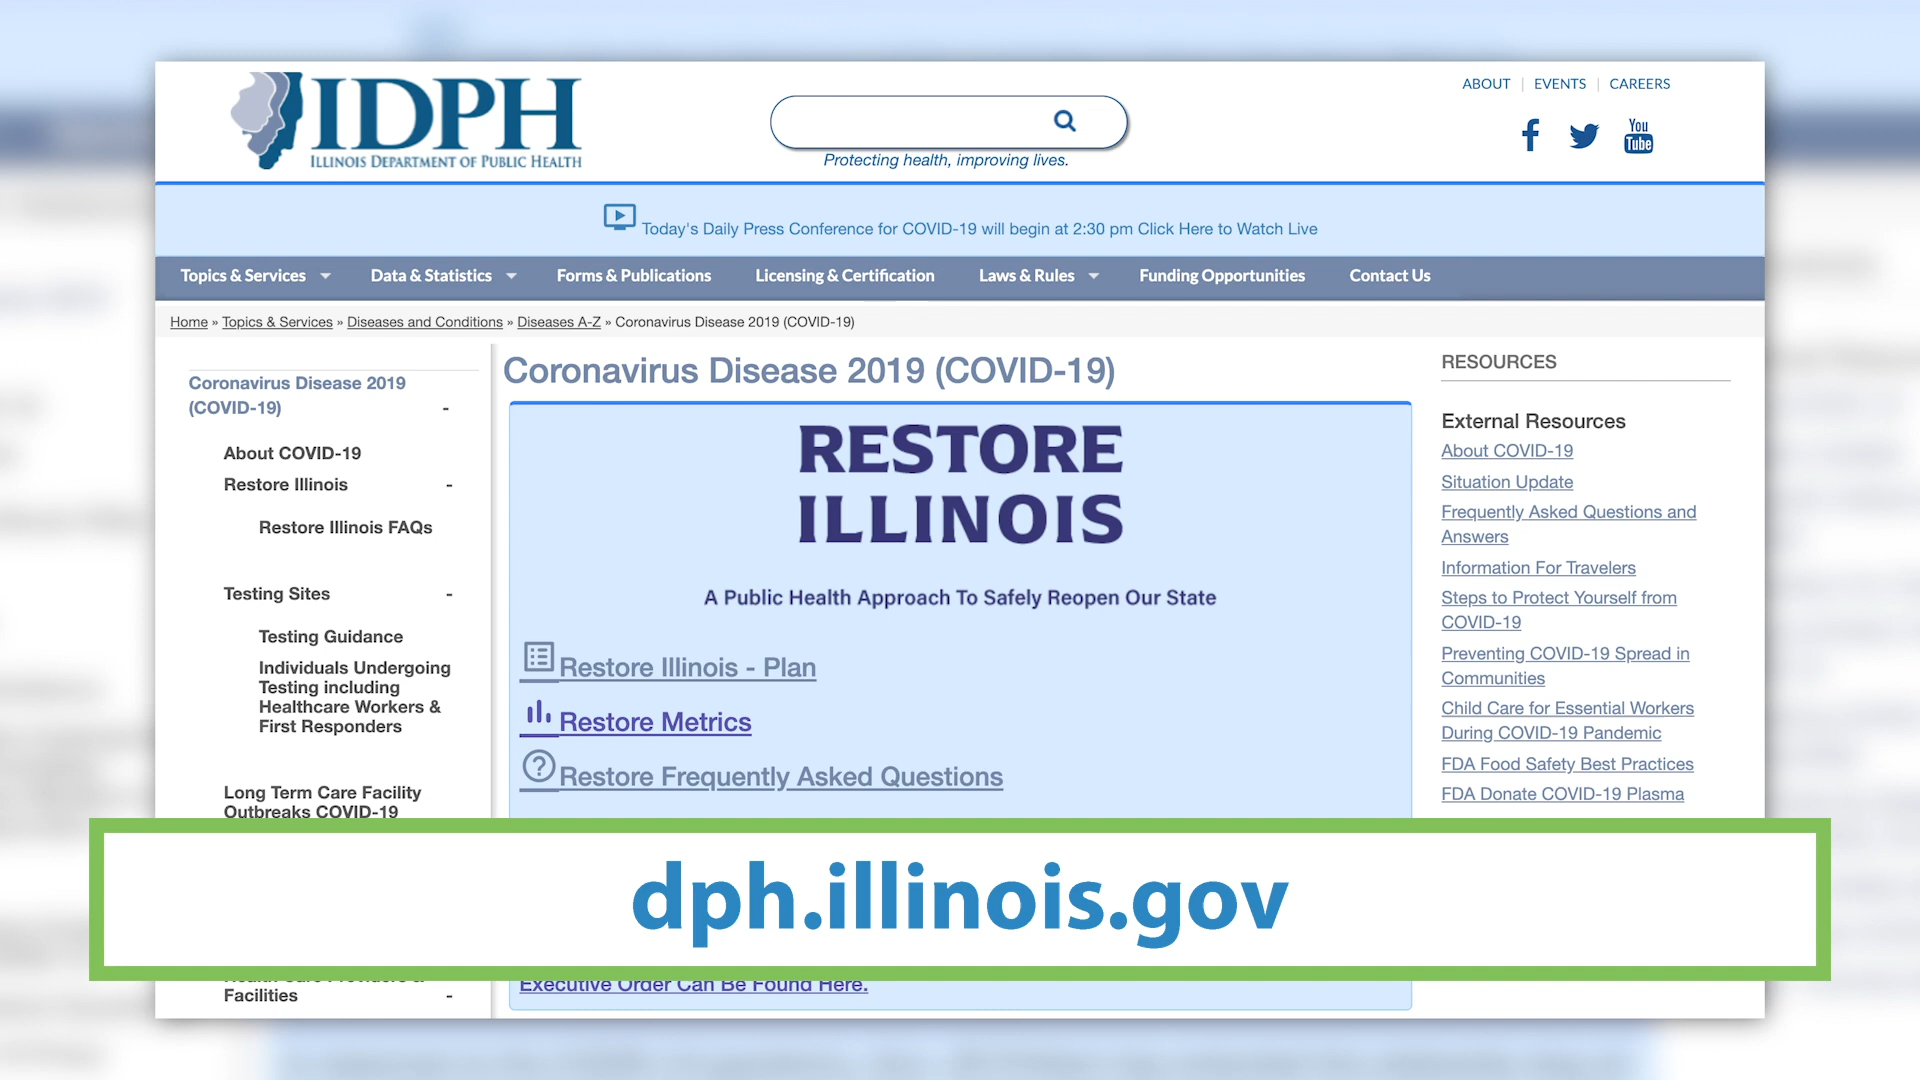 IDPH
ILLINOIS DEPARTMENT OF PUBLIC HEALTH
Protecting health, improving lives.
ABOUT | EVENTS | CAREERS
You
Tube
Today's Daily Press Conference for COVID-19 will begin at 2:30 pm Click Here to Watch Live
Topics & Services Data & Statistics Forms & Publications Licensing & Certification Laws & Rules Funding Opportunities Contact Us
Home » Topics & Services » Diseases and Conditions » Diseases A-Z » Coronavirus Disease 2019 (COVID-19)
Coronavirus Disease 2019
(COVID-19) -
About COVID-19
Restore Illinois -
Restore Illinois FAQs
Testing Sites -
Testing Guidance
Individuals Undergoing
Testing including
Healthcare Workers &
First Responders
Long Term Care Facility
Outbreaks COVID-19
Facilities -
Coronavirus Disease 2019 (COVID-19)
RESTORE
ILLINOIS
A Public Health Approach To Safely Reopen Our State
Restore Illinois - Plan
Restore Metrics
Restore Frequently Asked Questions
Executive Order Can Be Found Here.
RESOURCES
External Resources
About COVID-19
Situation Update
Frequently Asked Questions and
Answers
Information For Travelers
Steps to Protect Yourself from
COVID-19
Preventing COVID-19 Spread in
Communities
Child Care for Essential Workers
During COVID-19 Pandemic
FDA Food Safety Best Practices
FDA Donate COVID-19 Plasma
dph.illinois.gov